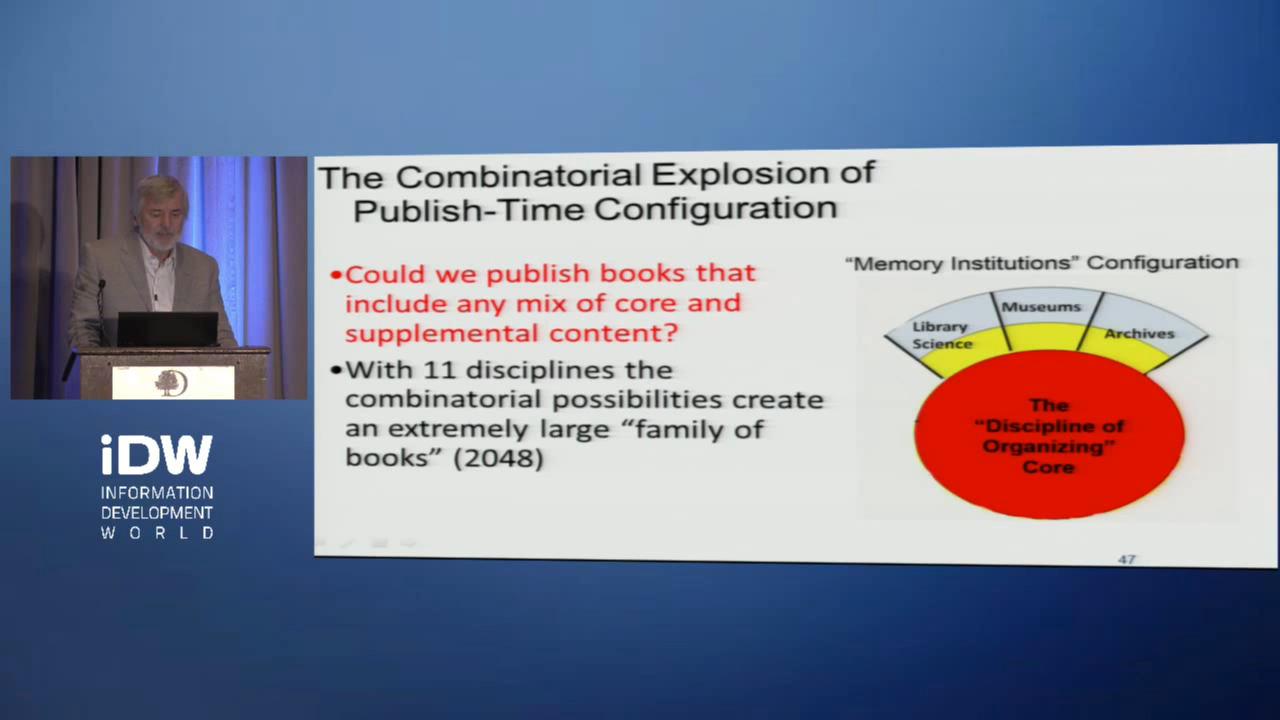 The Combinatorial Explosion of
Publish-Time Configuration
•Could we publish books that
include any mix of core and
supplemental content?
•With 11 disciplines the
combinatorial possibilities create
an extremely large “family of
books” (2048)
“Memory Institutions” Configuration
Library
Science
Museums
Archives
The
“Discipline of
Organizing”
Core
47
D
iDW
INFORMATION
DEVELOPMENT
WORLD